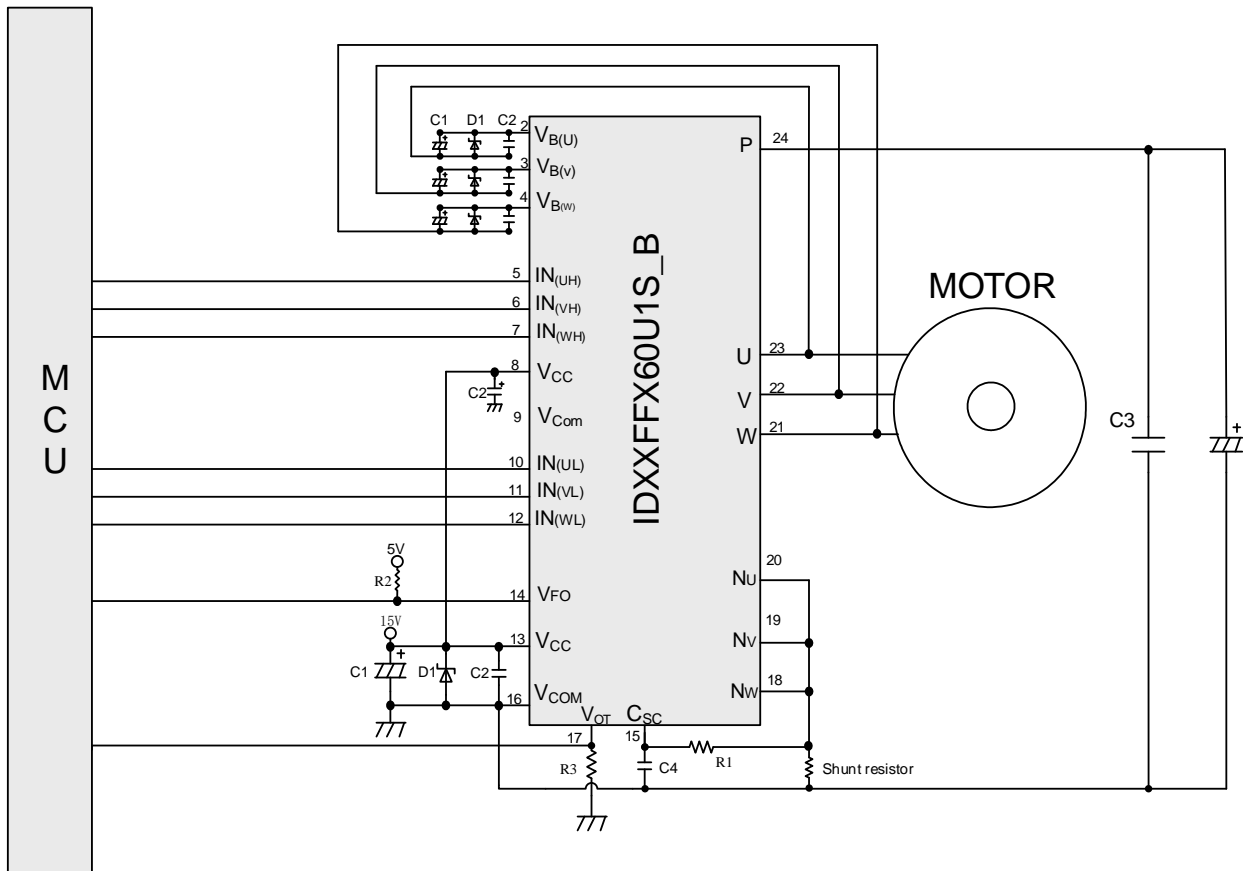 MCU
C1 D1 C2
2 VB(U)
3 VB(v)
4 VB(W)
5 IN(UH)
6 IN(VH)
7 IN(WH)
8 VCC
C2
9 VCom
10 IN(UL)
11 IN(VL)
12 IN(WL)
5V
R2
14 VFO
15V
13 VCC
C1 D1 C2
16 VCOM
VOT
17
CSC
15
R3
C4
R1
Shunt resistor
IDXXFFX60U1S_B
P 24
MOTOR
U 23
V 22
W 21
C3
NU 20
NV 19
NW 18